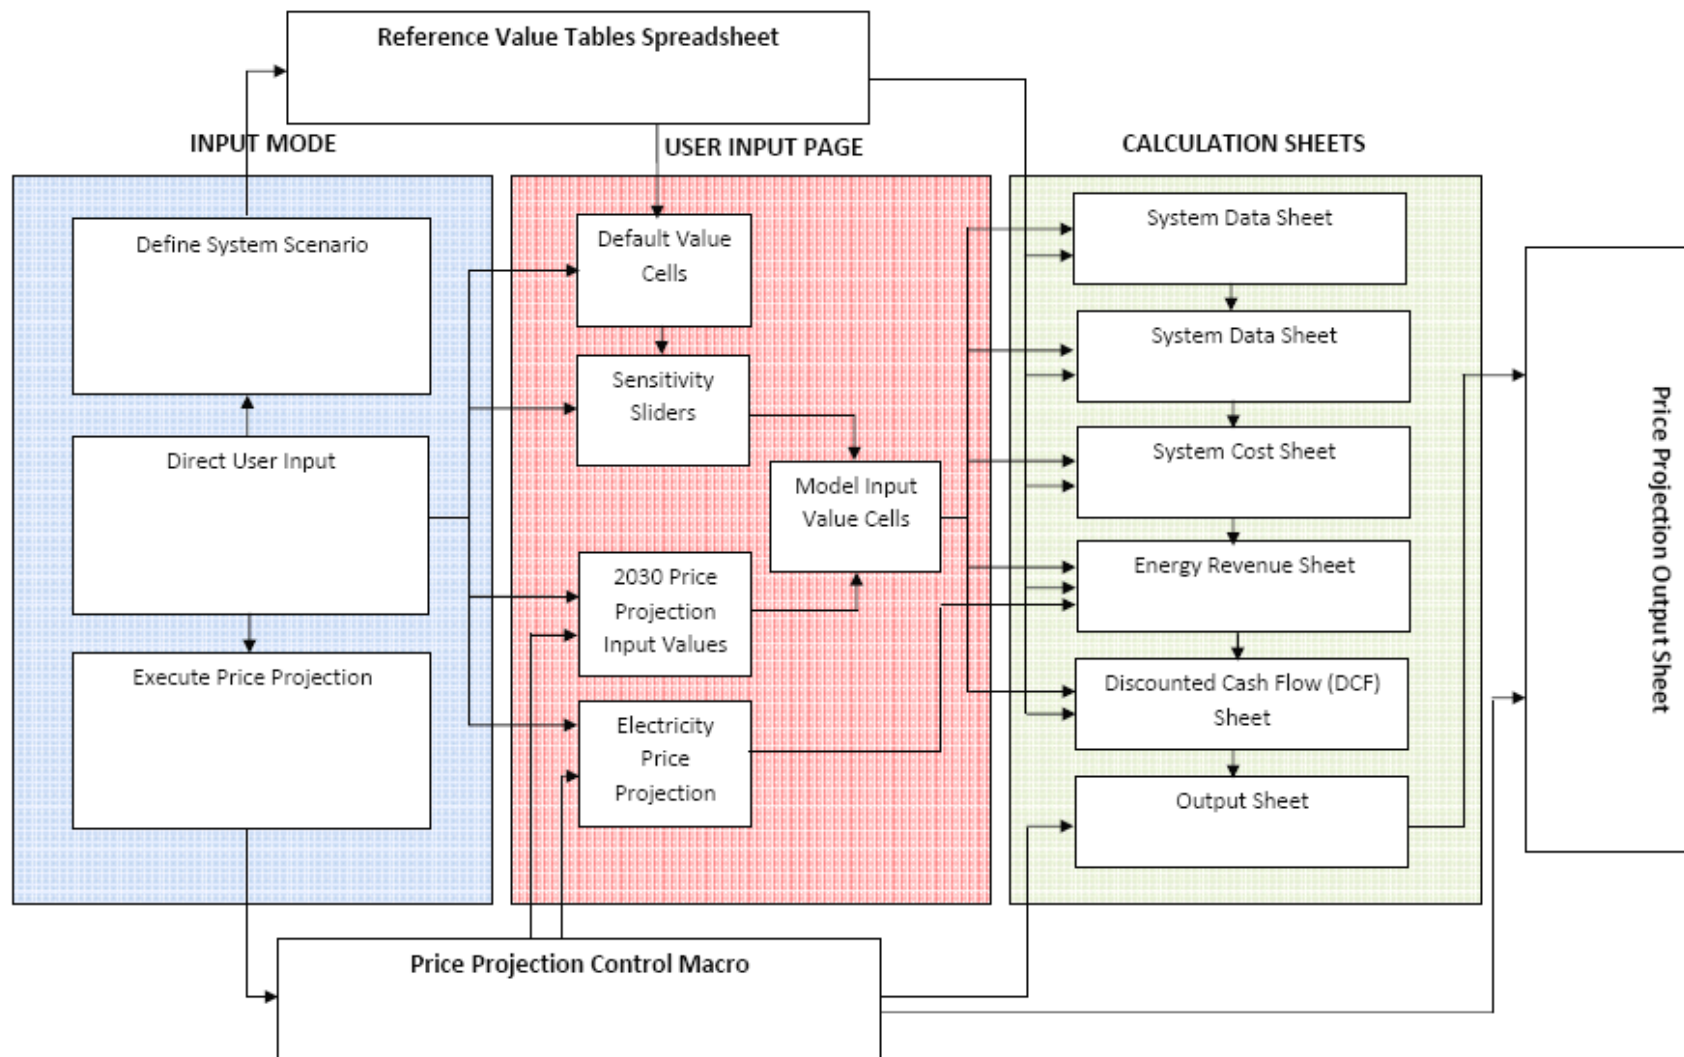 Reference Value Tables Spreadsheet
INPUT MODE
USER INPUT PAGE
CALCULATION SHEETS
Define System Scenario
Direct User Input
Execute Price Projection
Default Value
Cells
Sensitivity
Sliders
Model Input
Value Cells
2030 Price
Projection
Input Values
Electricity
Price
Projection
System Data Sheet
System Data Sheet
System Cost Sheet
Energy Revenue Sheet
Discounted Cash Flow (DCF)
Sheet
Output Sheet
Price Projection Output Sheet
Price Projection Control Macro